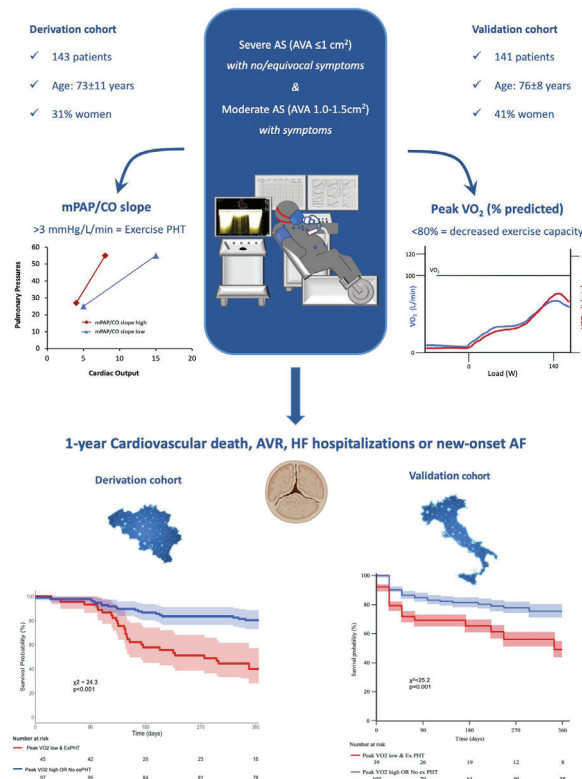 Derivation cohort
✓ 143 patients
✓ Age: 73±11 years
✓ 31% women
Severe AS (AVA ≤1 cm²)
with no/equivocal symptoms
&
Moderate AS (AVA 1.0-1.5cm²)
with symptoms
Validation cohort
✓ 141 patients
✓ Age: 76±8 years
✓ 41% women
mPAP/CO slope
>3 mmHg/L/min = Exercise PHT
Pulmonary Pressures
60
50
40
30
20
10
0
mPAP/CO slope high
mPAP/CO slope low
0 5 10 15 20
Cardiac Output
Peak VO₂ (% predicted)
<80% = decreased exercise capacity
VO₂ (L/min)
120
100
80
60
40
20
0
VO₂
0 140
Load (W)
1-year Cardiovascular death, AVR, HF hospitalizations or new-onset AF
Derivation cohort
Survival Probability (%)
100
80
60
40
20
0
χ2 = 24.3
p<0.001
0 90 180 270 360
Time (days)
Number at risk
Peak VO2 low & ExPHT
45 42 26 23 18
Peak VO2 high OR No exPHT
Validation cohort
Survival probability (%)
100
80
60
40
20
0
χ²=25.2
p=0.001
0 90 180 270 360
Time (days)
Number at risk
Peak VO2 low & Ex PHT
39 26 19 12 8
Peak VO2 high OR No ex PHT